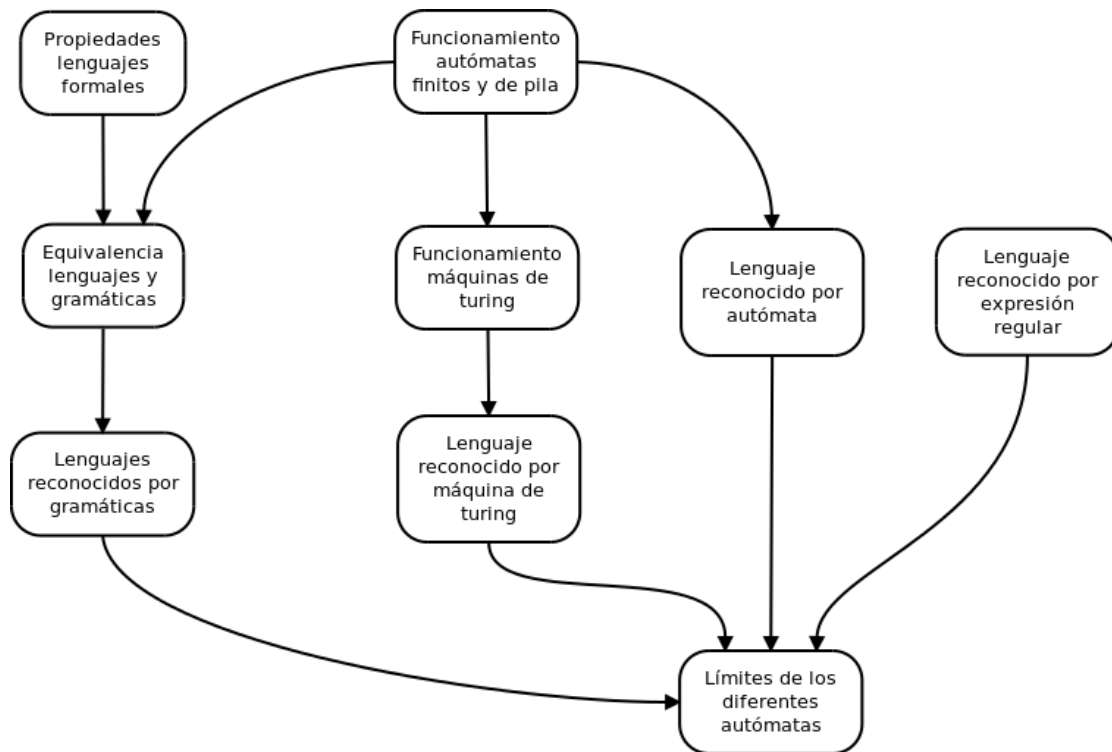 Propiedades
lenguajes
formales
Funcionamiento
autómatas
finitos y de pila
Equivalencia
lenguajes y
gramáticas
Funcionamiento
máquinas de
turing
Lenguaje
reconocido por
autómata
Lenguaje
reconocido por
expresión
regular
Lenguajes
reconocidos por
gramáticas
Lenguaje
reconocido por
máquina de
turing
Límites de los
diferentes
autómatas